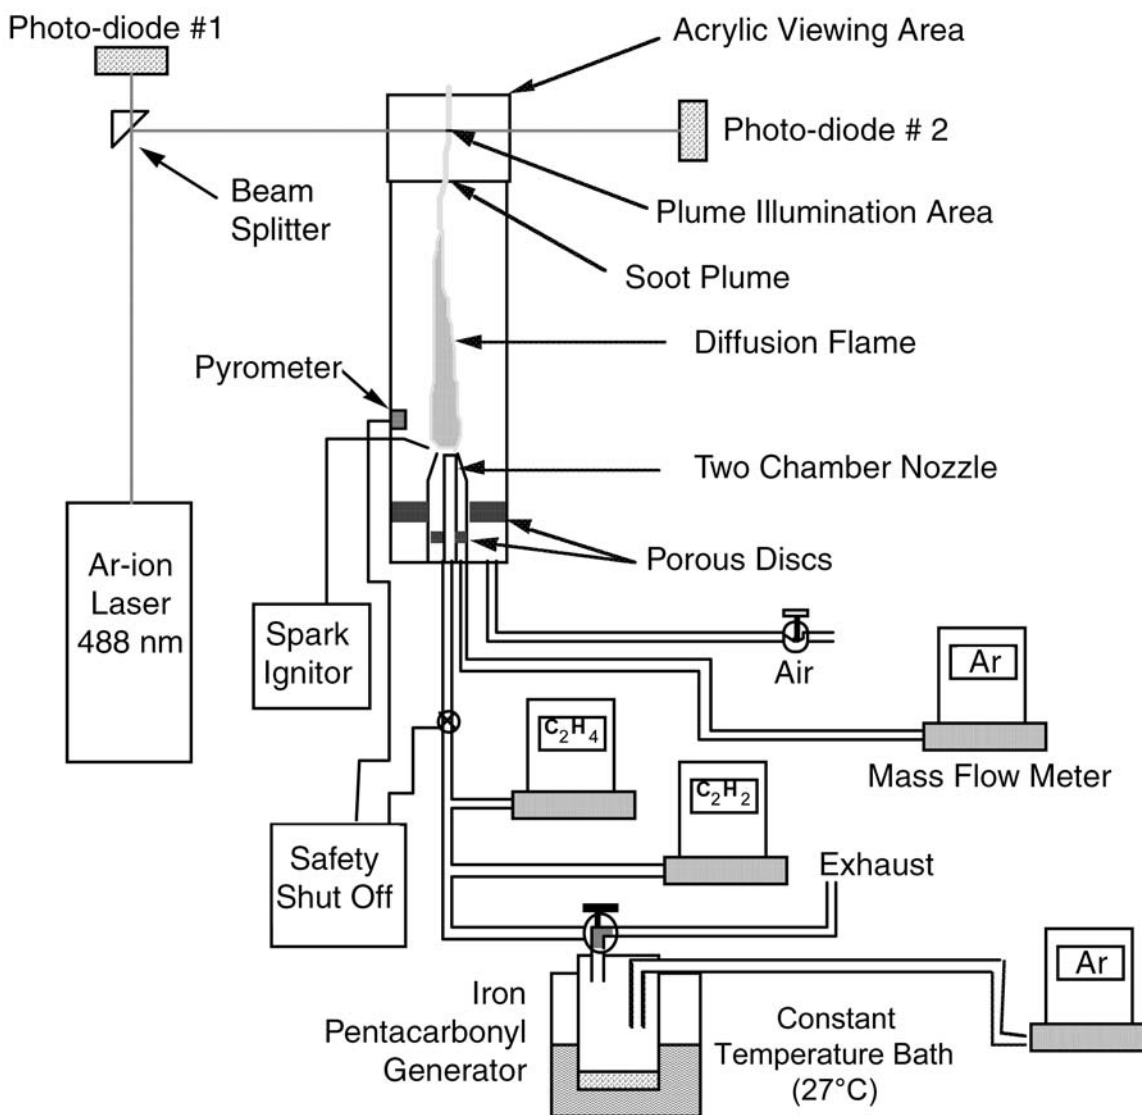 Photo-diode #1
Acrylic Viewing Area
Photo-diode # 2
Beam
Splitter
Plume Illumination Area
Soot Plume
Diffusion Flame
Pyrometer
Two Chamber Nozzle
Porous Discs
Ar-ion
Laser
488 nm
Spark
Ignitor
Air
Ar
Mass Flow Meter
C2H4
C2H2
Safety
Shut Off
Exhaust
Iron
Pentacarbonyl
Generator
Constant
Temperature Bath
(27°C)
Ar